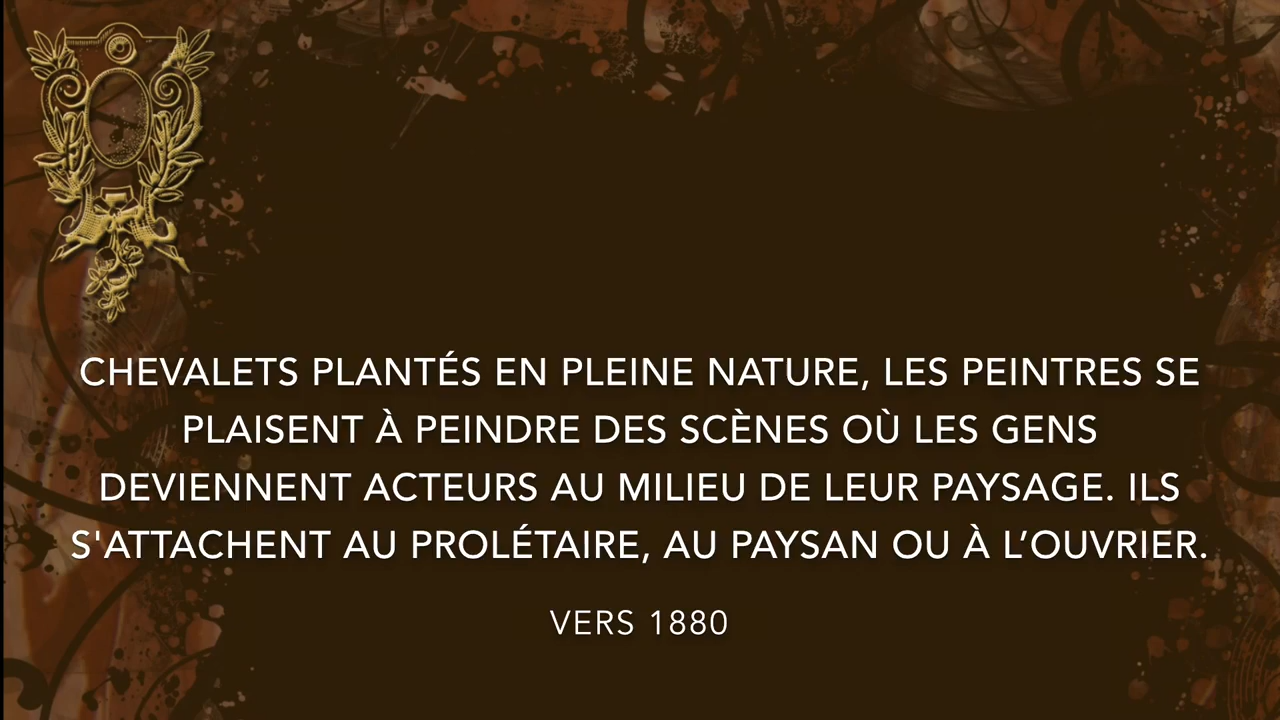 CHEVALETS PLANTÉS EN PLEINE NATURE, LES PEINTRES SE
PLAISENT À PEINDRE DES SCÈNES OÙ LES GENS
DEVIENNENT ACTEURS AU MILIEU DE LEUR PAYSAGE. ILS
S'ATTACHENT AU PROLÉTAIRE, AU PAYSAN OU À L’OUVRIER.
VERS 1880